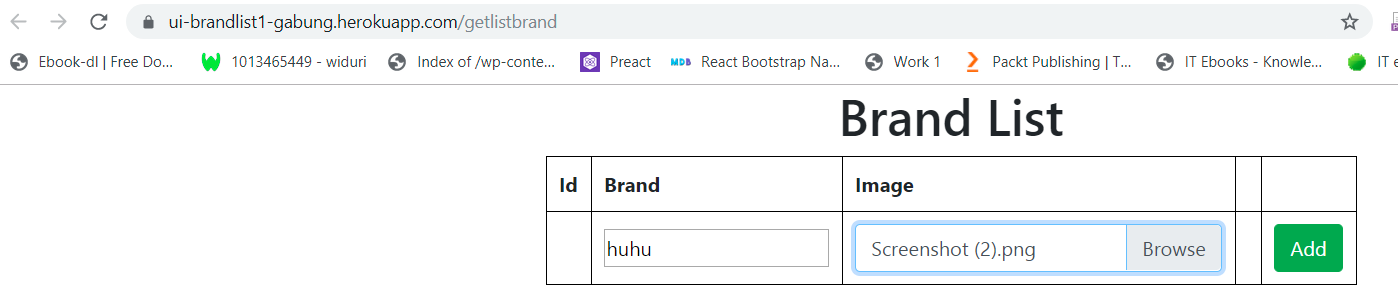 ui-brandlist1-gabung.herokuapp.com/getlistbrand
Ebook-dl | Free Do... 1013465449 - widuri Index of /wp-conte... Preact MDB React Bootstrap Na... Work 1 Packt Publishing | T... IT Ebooks - Knowle... IT e
Brand List
Id Brand Image
huhu Screenshot (2).png Browse Add